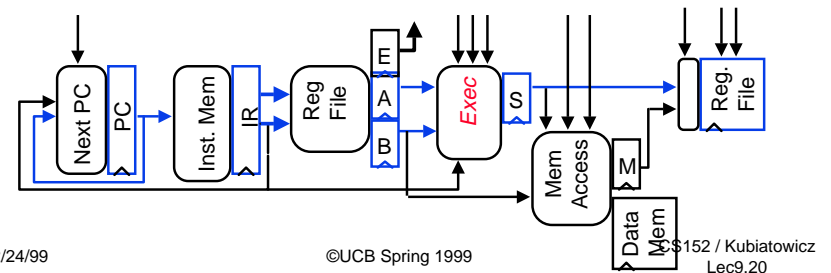 Next PC
PC
Inst. Mem
IR
Reg
File
E
A
B
Exec
S
Mem
Access
M
Data
Mem
Reg.
File
/24/99
©UCB Spring 1999
CS152 / Kubiatowicz
Lec9.20